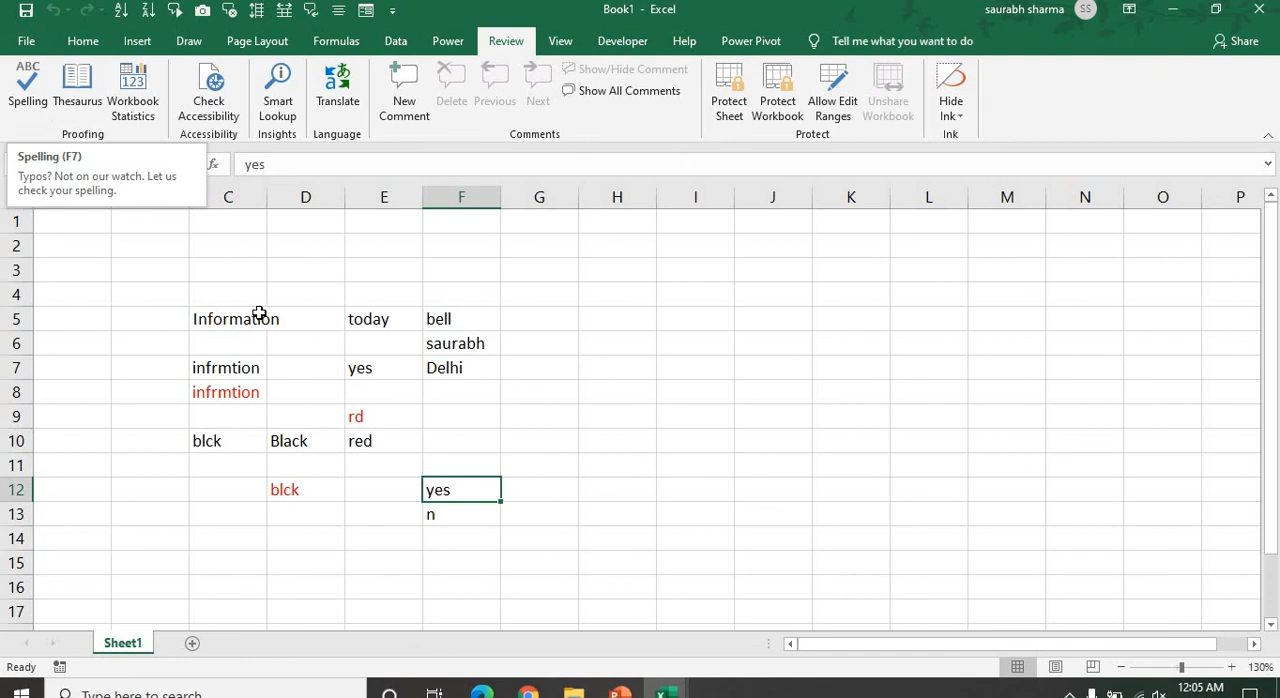 Book1 - Excel
saurabh sharma
SS
File Home Insert Draw Page Layout Formulas Data Power Review View Developer Help Power Pivot Tell me what you want to do Share
ABC
123
Spelling Thesaurus Workbook Statistics
Check Accessibility
Smart Lookup
Translate
New Comment
Delete Previous Next
Show/Hide Comment
Show All Comments
Protect Sheet
Protect Workbook
Allow Edit Ranges
Unshare Workbook
Hide Ink
Proofing Accessibility Insights Language Comments Protect Ink
Spelling (F7)
Typos? Not on our watch. Let us
check your spelling.
fx yes
C D E F G H I J K L M N O P
1
2
3
4
5 Information today bell
6 saurabh
7 infrmtion yes Delhi
8 infrmtion
9 rd
10 blck Black red
11
12 blck yes
13 n
14
15
16
17
Sheet1
Ready 130%
Type here to search
12:05 AM